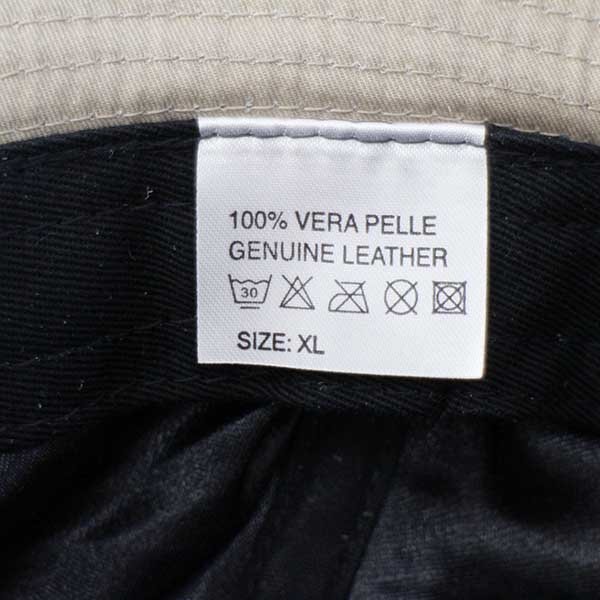 100% VERA PELLE
GENUINE LEATHER
30
SIZE: XL